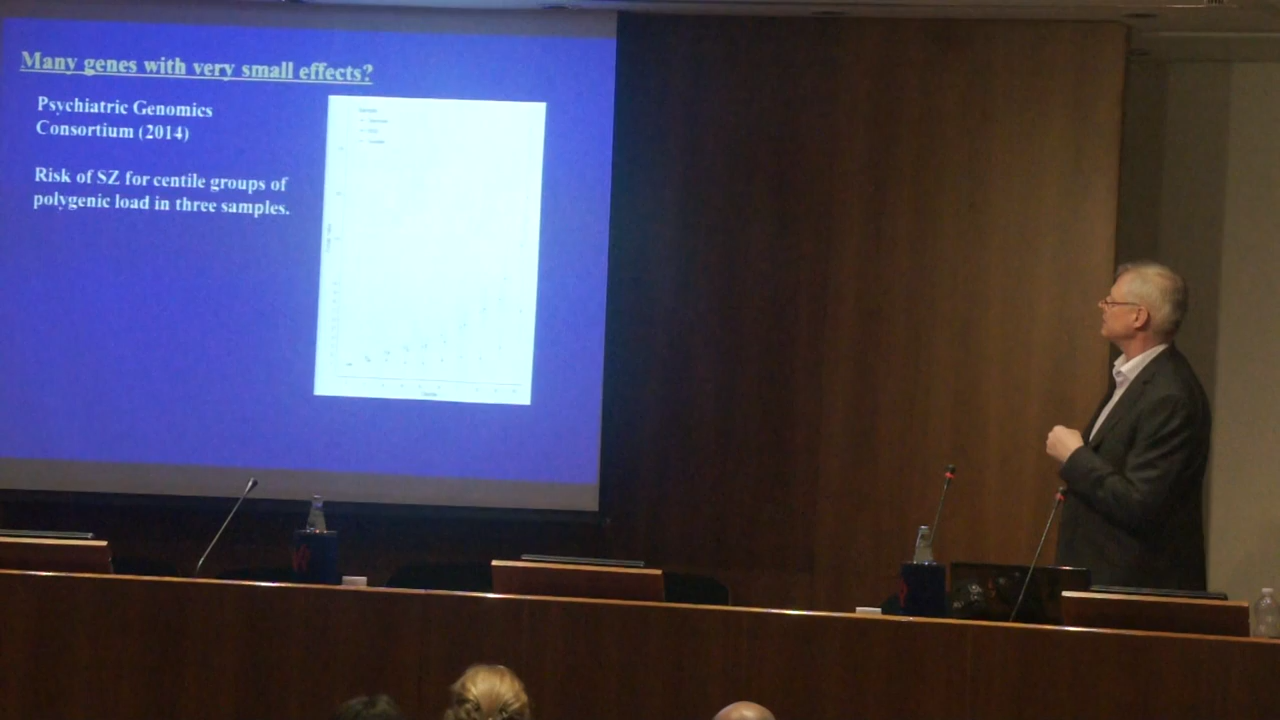 Many genes with very small effects?
Psychiatric Genomics
Consortium (2014)
Risk of SZ for centile groups of
polygenic load in three samples.